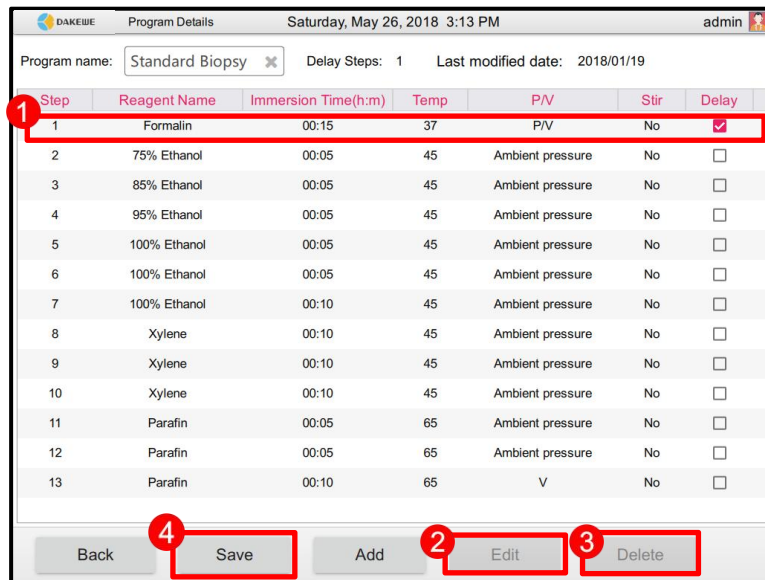 DAKEWE Program Details Saturday, May 26, 2018 3:13 PM admin
Program name: Standard Biopsy Delay Steps: 1 Last modified date: 2018/01/19
Step Reagent Name Immersion Time(h:m) Temp P/V Stir Delay
1
1 Formalin 00:15 37 P/V No
2 75% Ethanol 00:05 45 Ambient pressure No
3 85% Ethanol 00:05 45 Ambient pressure No
4 95% Ethanol 00:05 45 Ambient pressure No
5 100% Ethanol 00:05 45 Ambient pressure No
6 100% Ethanol 00:05 45 Ambient pressure No
7 100% Ethanol 00:10 45 Ambient pressure No
8 Xylene 00:10 45 Ambient pressure No
9 Xylene 00:10 45 Ambient pressure No
10 Xylene 00:10 45 Ambient pressure No
11 Parafin 00:05 65 Ambient pressure No
12 Parafin 00:05 65 Ambient pressure No
13 Parafin 00:10 65 V No
4 2 3
Back Save Add Edit Delete